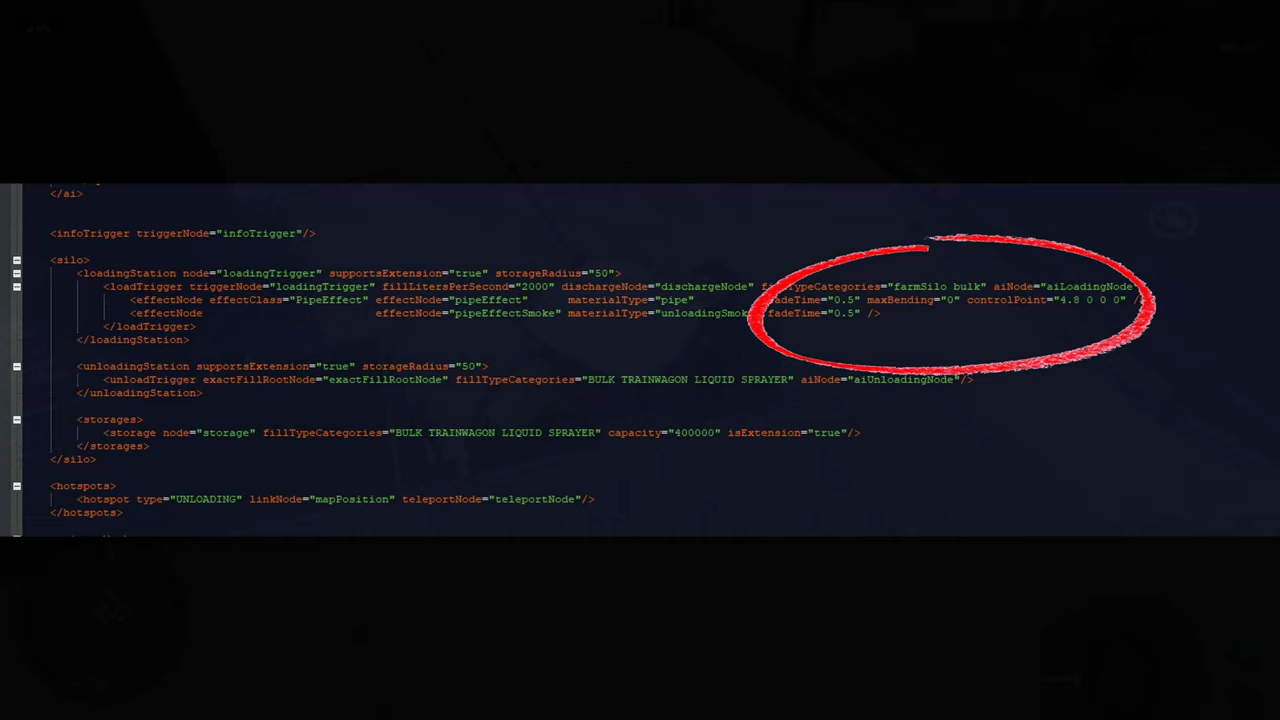 </ai>
<infoTrigger triggerNode="infoTrigger"/>
<silo>
<loadingStation node="loadingTrigger" supportsExtension="true" storageRadius="50">
<loadTrigger triggerNode="loadingTrigger" fillLitersPerSecond="2000" dischargeNode="dischargeNode" aiNode="aiLoadingNode
<effectNode effectClass="PipeEffect" effectNode="pipeEffect" materialType="pipe" fadeTime="0.5" maxBending="0" controlPoint="4.8 0 0 0" />
<effectNode effectNode="pipeEffectSmoke" materialType="unloadingSmok fadeTime="0.5" />
</loadTrigger>
</loadingStation>
<unloadingStation supportsExtension="true" storageRadius="50">
<unloadTrigger exactFillRootNode="exactFillRootNode" fillTypeCategories="BULK TRAINWAGON LIQUID SPRAYER" aiNode="aiUnloadingNode"/>
</unloadingStation>
<storages>
<storage node="storage" fillTypeCategories="BULK TRAINWAGON LIQUID SPRAYER" capacity="400000" isExtension="true"/>
</storages>
</silo>
<hotspots>
<hotspot type="UNLOADING" linkNode="mapPosition" teleportNode="teleportNode"/>
</hotspots>